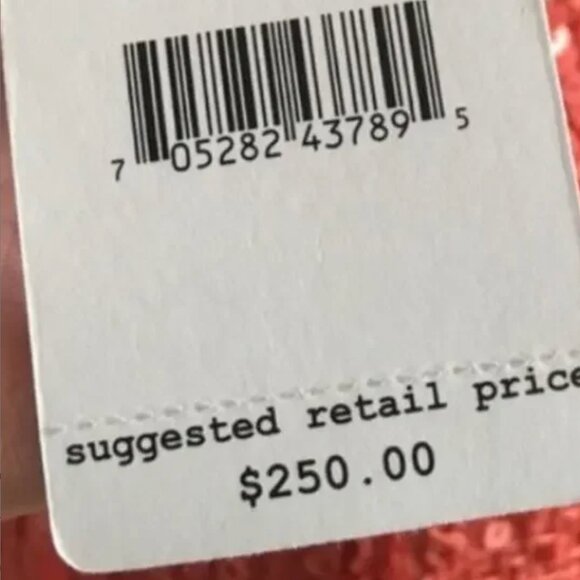 7 05282 43789 5
suggested retail price
$250.00